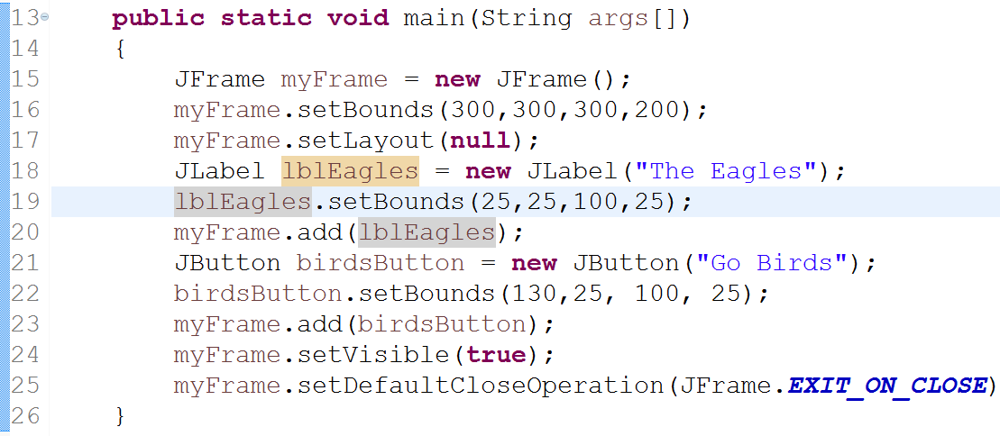 13 public static void main(String args[])
14 {
15 JFrame myFrame = new JFrame();
16 myFrame.setBounds(300,300,300,200);
17 myFrame.setLayout(null);
18 JLabel lblEagles = new JLabel("The Eagles");
19 lblEagles.setBounds(25,25,100,25);
20 myFrame.add(lblEagles);
21 JButton birdsButton = new JButton("Go Birds");
22 birdsButton.setBounds(130,25, 100, 25);
23 myFrame.add(birdsButton);
24 myFrame.setVisible(true);
25 myFrame.setDefaultCloseOperation(JFrame.EXIT_ON_CLOSE)
26 }